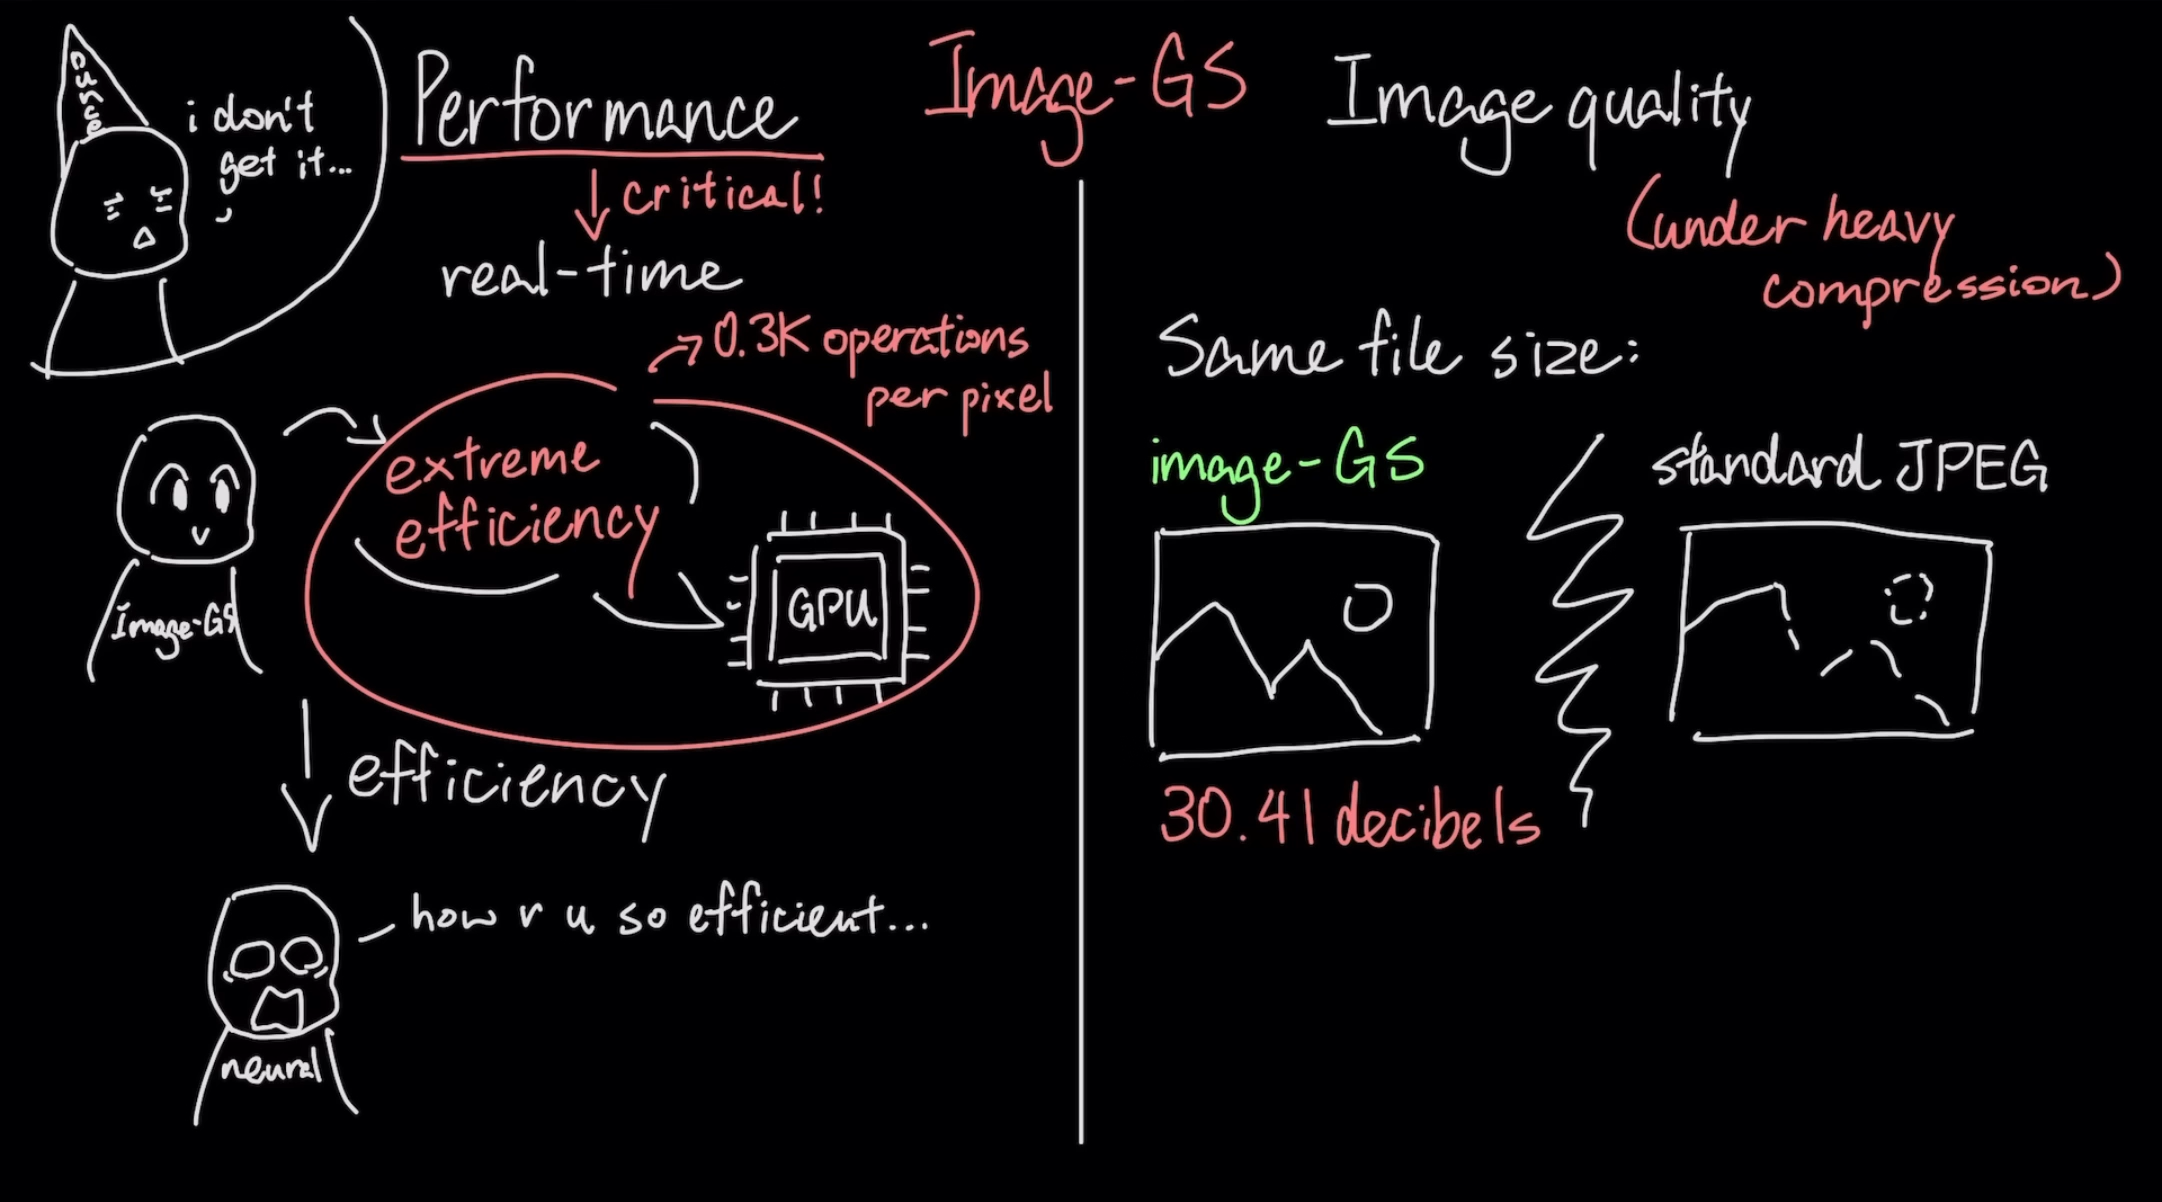 Image-GS
dunce
i don't
get it...
Performance
critical!
real-time
0.3K operations
per pixel
extreme
efficiency
GPU
Image-GS
efficiency
how r u so efficient...
neural
Image quality
(under heavy
compression)
Same file size:
image-GS
standard JPEG
30.41 decibels